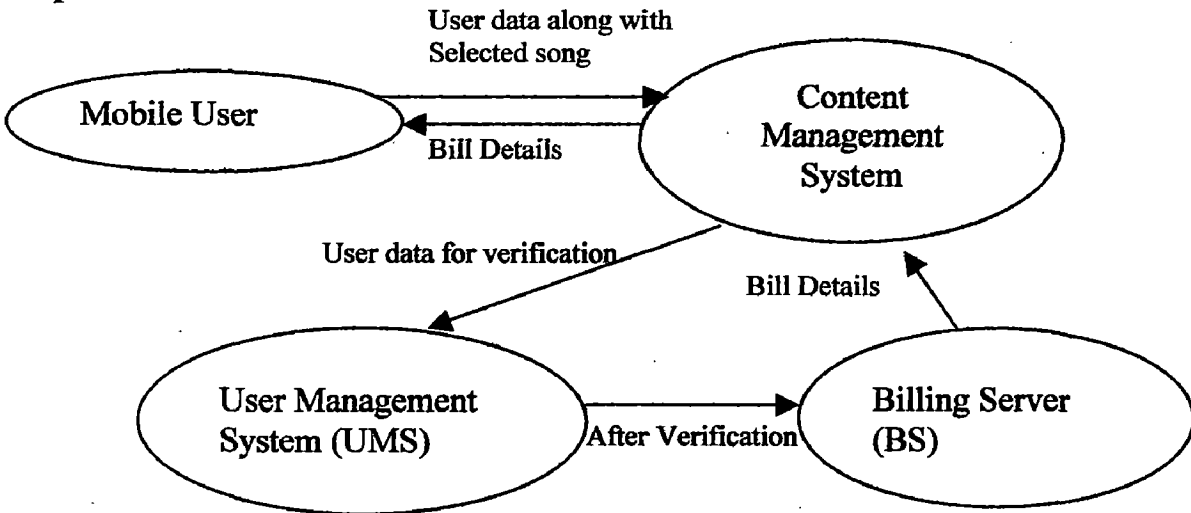 User data along with
Selected song
Mobile User
Content
Management
System
Bill Details
User data for verification
Bill Details
User Management
System (UMS)
After Verification
Billing Server
(BS)